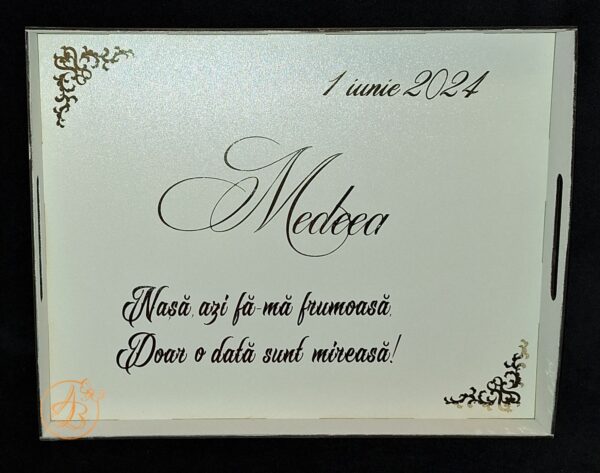 1 iunie 2024
Medeea
Nașă, azi fă-mă frumoasă,
Doar o dată sunt mireasă!